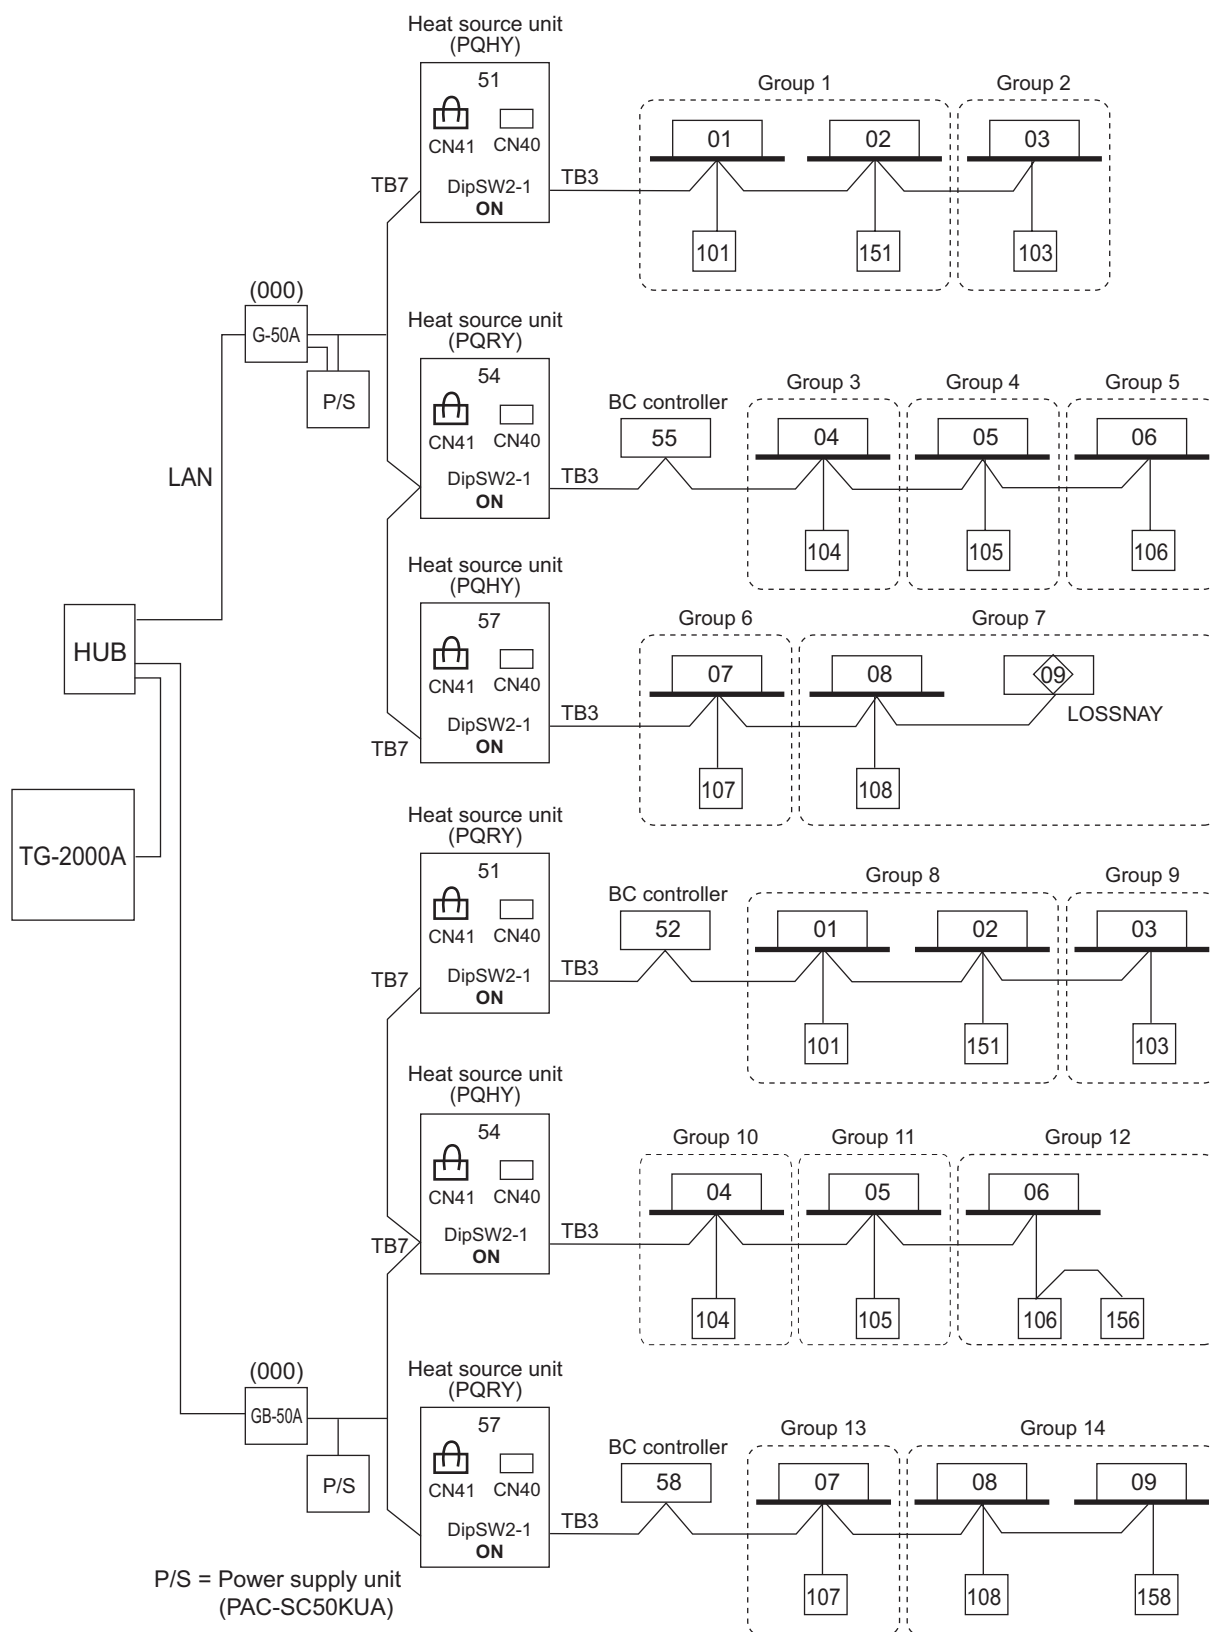 Heat source unit
(PQHY)
51
CN41 CN40
DipSW2-1
ON
TB7
TB3
Group 1
Group 2
01
02
03
101
151
103
(000)
G-50A
P/S
LAN
Heat source unit
(PQRY)
54
CN41 CN40
DipSW2-1
ON
TB3
BC controller
55
Group 3
Group 4
Group 5
04
05
06
104
105
106
HUB
Heat source unit
(PQHY)
57
CN41 CN40
DipSW2-1
ON
TB7
TB3
Group 6
Group 7
07
08
09
LOSSNAY
107
108
TG-2000A
Heat source unit
(PQRY)
51
CN41 CN40
DipSW2-1
ON
TB7
TB3
BC controller
52
Group 8
Group 9
01
02
03
101
151
103
Heat source unit
(PQHY)
54
CN41 CN40
DipSW2-1
ON
TB7
TB3
Group 10
Group 11
Group 12
04
05
06
104
105
106
156
(000)
GB-50A
P/S
Heat source unit
(PQRY)
57
CN41 CN40
DipSW2-1
ON
TB3
BC controller
58
Group 13
Group 14
07
08
09
107
108
158
P/S = Power supply unit
(PAC-SC50KUA)